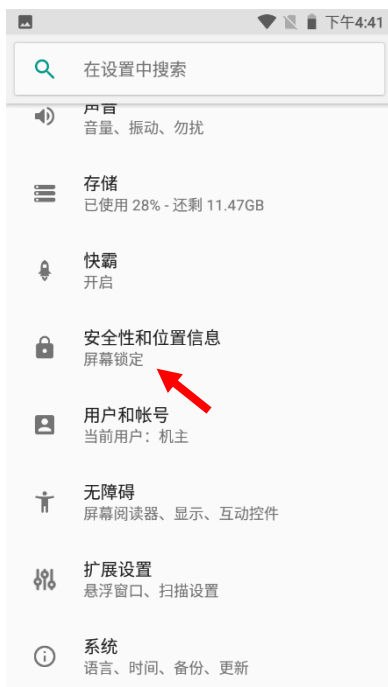 下午4:41
在设置中搜索
声音
音量、振动、勿扰
存储
已使用 28% - 还剩 11.47GB
快霸
开启
安全性和位置信息
屏幕锁定
用户和帐号
当前用户：机主
无障碍
屏幕阅读器、显示、互动控件
扩展设置
悬浮窗口、扫描设置
系统
语言、时间、备份、更新